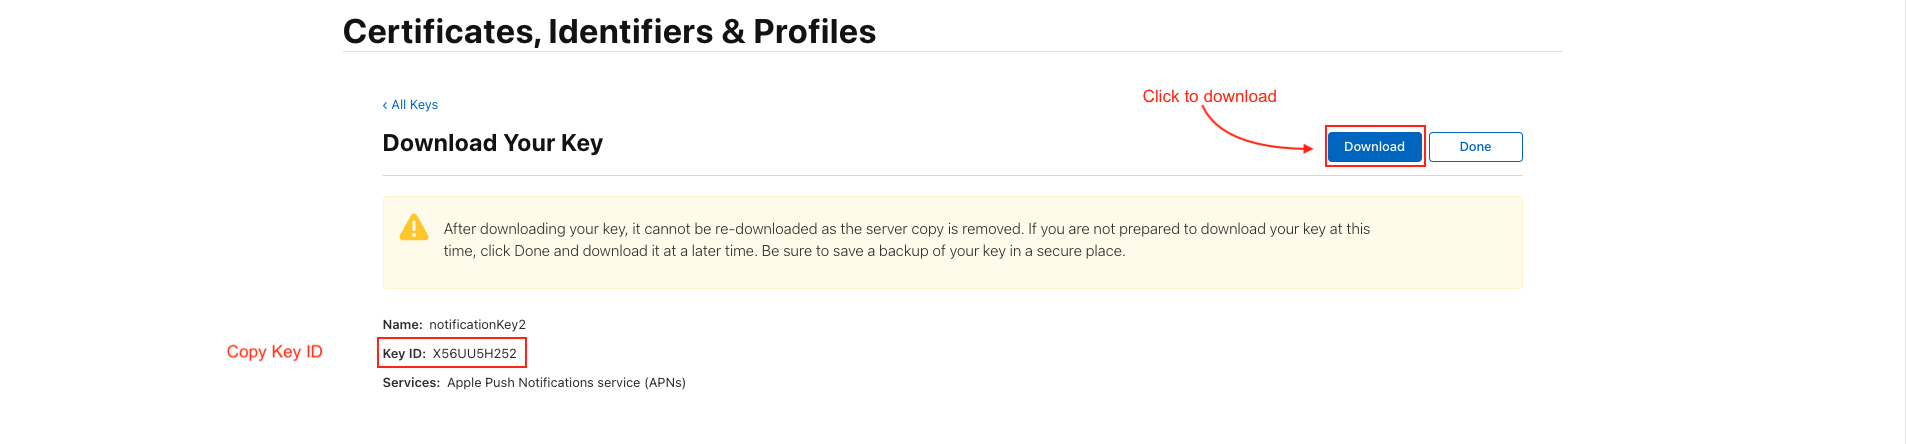 Certificates, Identifiers & Profiles
‹ All Keys
Click to download
Download Your Key
Download
Done
After downloading your key, it cannot be re-downloaded as the server copy is removed. If you are not prepared to download your key at this
time, click Done and download it at a later time. Be sure to save a backup of your key in a secure place.
Name: notificationKey2
Copy Key ID
Key ID: X56UU5H252
Services: Apple Push Notifications service (APNs)